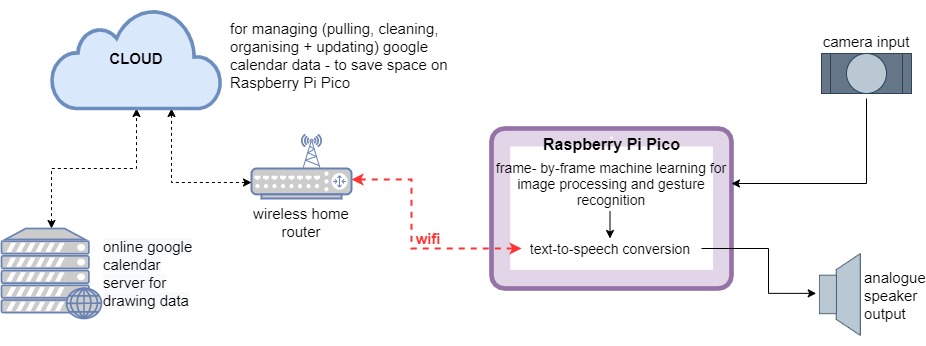 CLOUD
for managing (pulling, cleaning,
organising + updating) google
calendar data - to save space on
Raspberry Pi Pico
camera input
Raspberry Pi Pico
frame- by-frame machine learning for
image processing and gesture
recognition
text-to-speech conversion
wifi
wireless home
router
online google
calendar
server for
drawing data
analogue
speaker
output